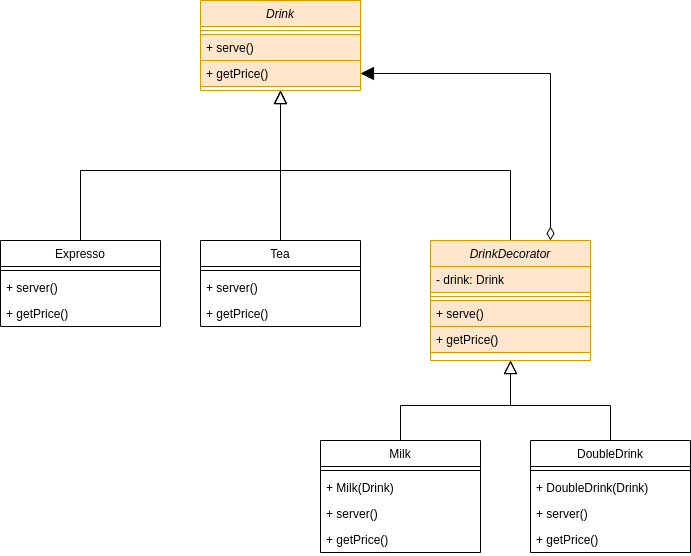 Drink
+ serve()
+ getPrice()
Expresso
+ server()
+ getPrice()
Tea
+ server()
+ getPrice()
DrinkDecorator
- drink: Drink
+ serve()
+ getPrice()
Milk
+ Milk(Drink)
+ server()
+ getPrice()
DoubleDrink
+ DoubleDrink(Drink)
+ server()
+ getPrice()